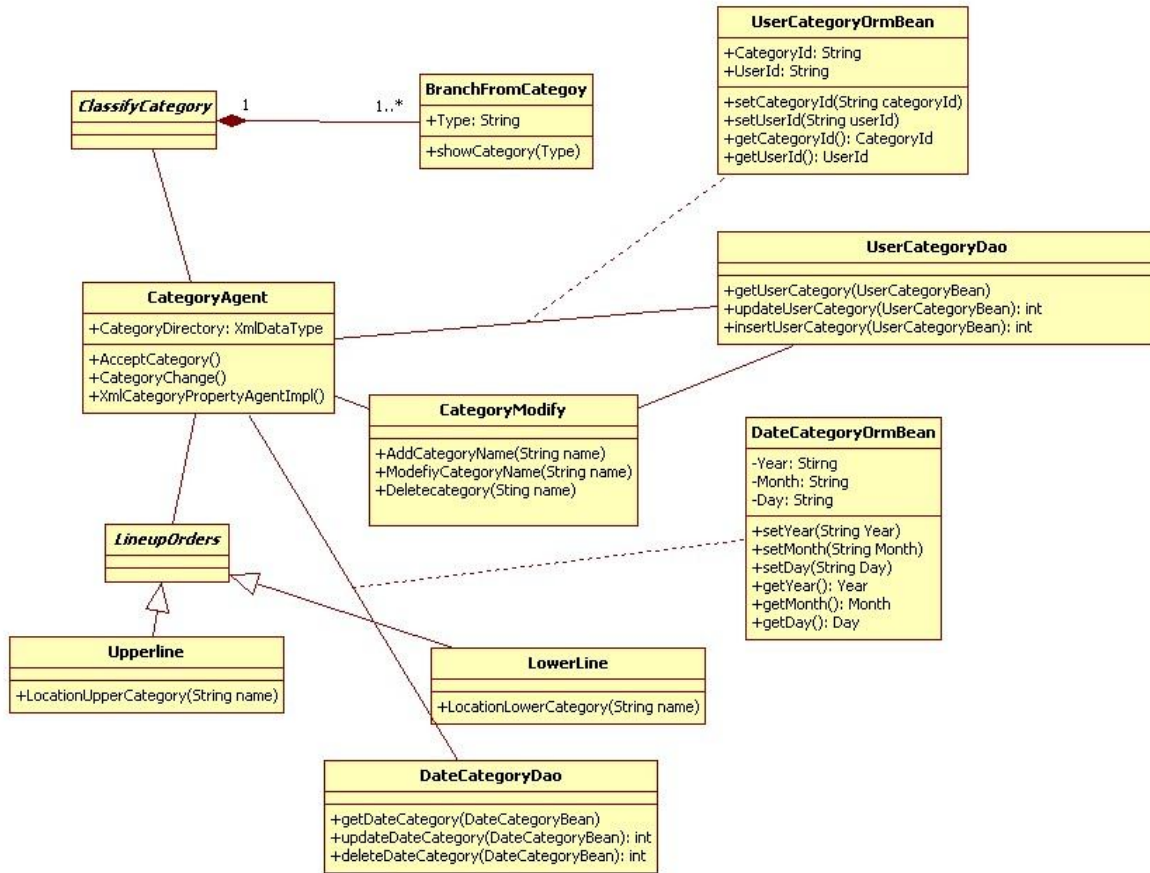 UserCategoryOrmBean
+CategoryId: String
+UserId: String
+setCategoryId(String categoryId)
+setUserId(String userId)
+getCategoryId(): CategoryId
+getUserId(): UserId
ClassifyCategory
1
1..*
BranchFromCategoy
+Type: String
+showCategory(Type)
UserCategoryDao
+getUserCategory(UserCategoryBean)
+updateUserCategory(UserCategoryBean): int
+insertUserCategory(UserCategoryBean): int
CategoryAgent
+CategoryDirectory: XmlDataType
+AcceptCategory()
+CategoryChange()
+XmlCategoryPropertyAgentImpl()
CategoryModify
+AddCategoryName(String name)
+ModefiyCategoryName(String name)
+Deletecategory(Sting name)
DateCategoryOrmBean
-Year: Stirng
-Month: String
-Day: String
+setYear(String Year)
+setMonth(String Month)
+setDay(String Day)
+getYear(): Year
+getMonth(): Month
+getDay(): Day
LineupOrders
Upperline
+LocationUpperCategory(String name)
LowerLine
+LocationLowerCategory(String name)
DateCategoryDao
+getDateCategory(DateCategoryBean)
+updateDateCategory(DateCategoryBean): int
+deleteDateCategory(DateCategoryBean): int